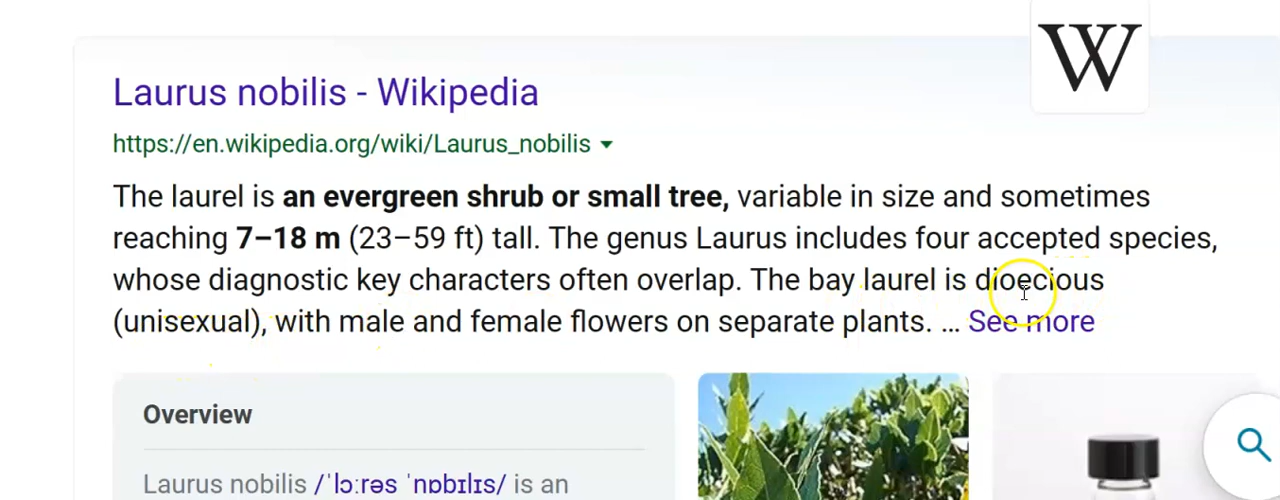 W
Laurus nobilis - Wikipedia
https://en.wikipedia.org/wiki/Laurus_nobilis
The laurel is an evergreen shrub or small tree, variable in size and sometimes
reaching 7–18 m (23–59 ft) tall. The genus Laurus includes four accepted species,
whose diagnostic key characters often overlap. The bay laurel is dioecious
(unisexual), with male and female flowers on separate plants. ... See more
Overview
Laurus nobilis /ˈlɔːrəs ˈnɒbɪlɪs/ is an